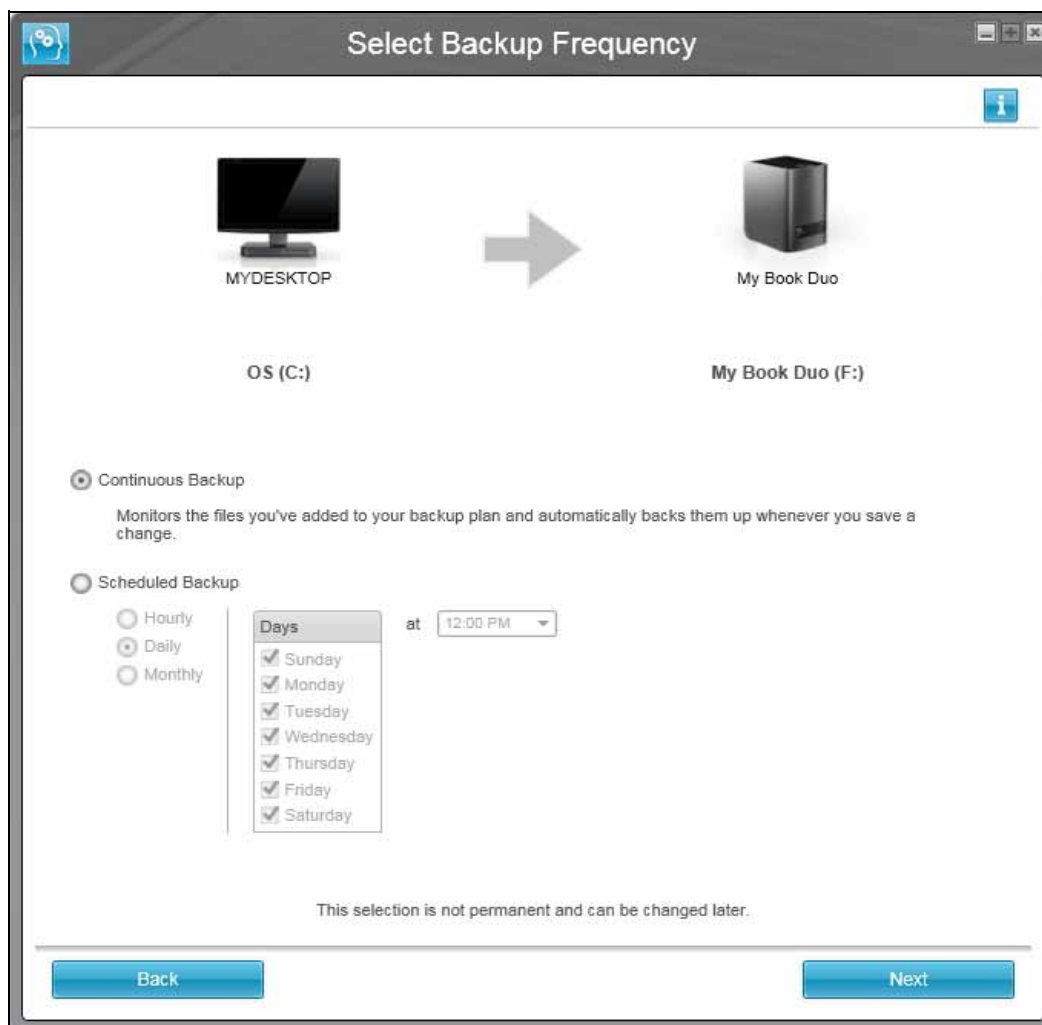 Select Backup Frequency
i
MYDESKTOP
My Book Duo
OS (C:)
My Book Duo (F:)
Continuous Backup
Monitors the files you've added to your backup plan and automatically backs them up whenever you save a
change.
Scheduled Backup
Hourly
Daily
Monthly
Days
Sunday
Monday
Tuesday
Wednesday
Thursday
Friday
Saturday
at
12:00 PM
This selection is not permanent and can be changed later.
Back
Next